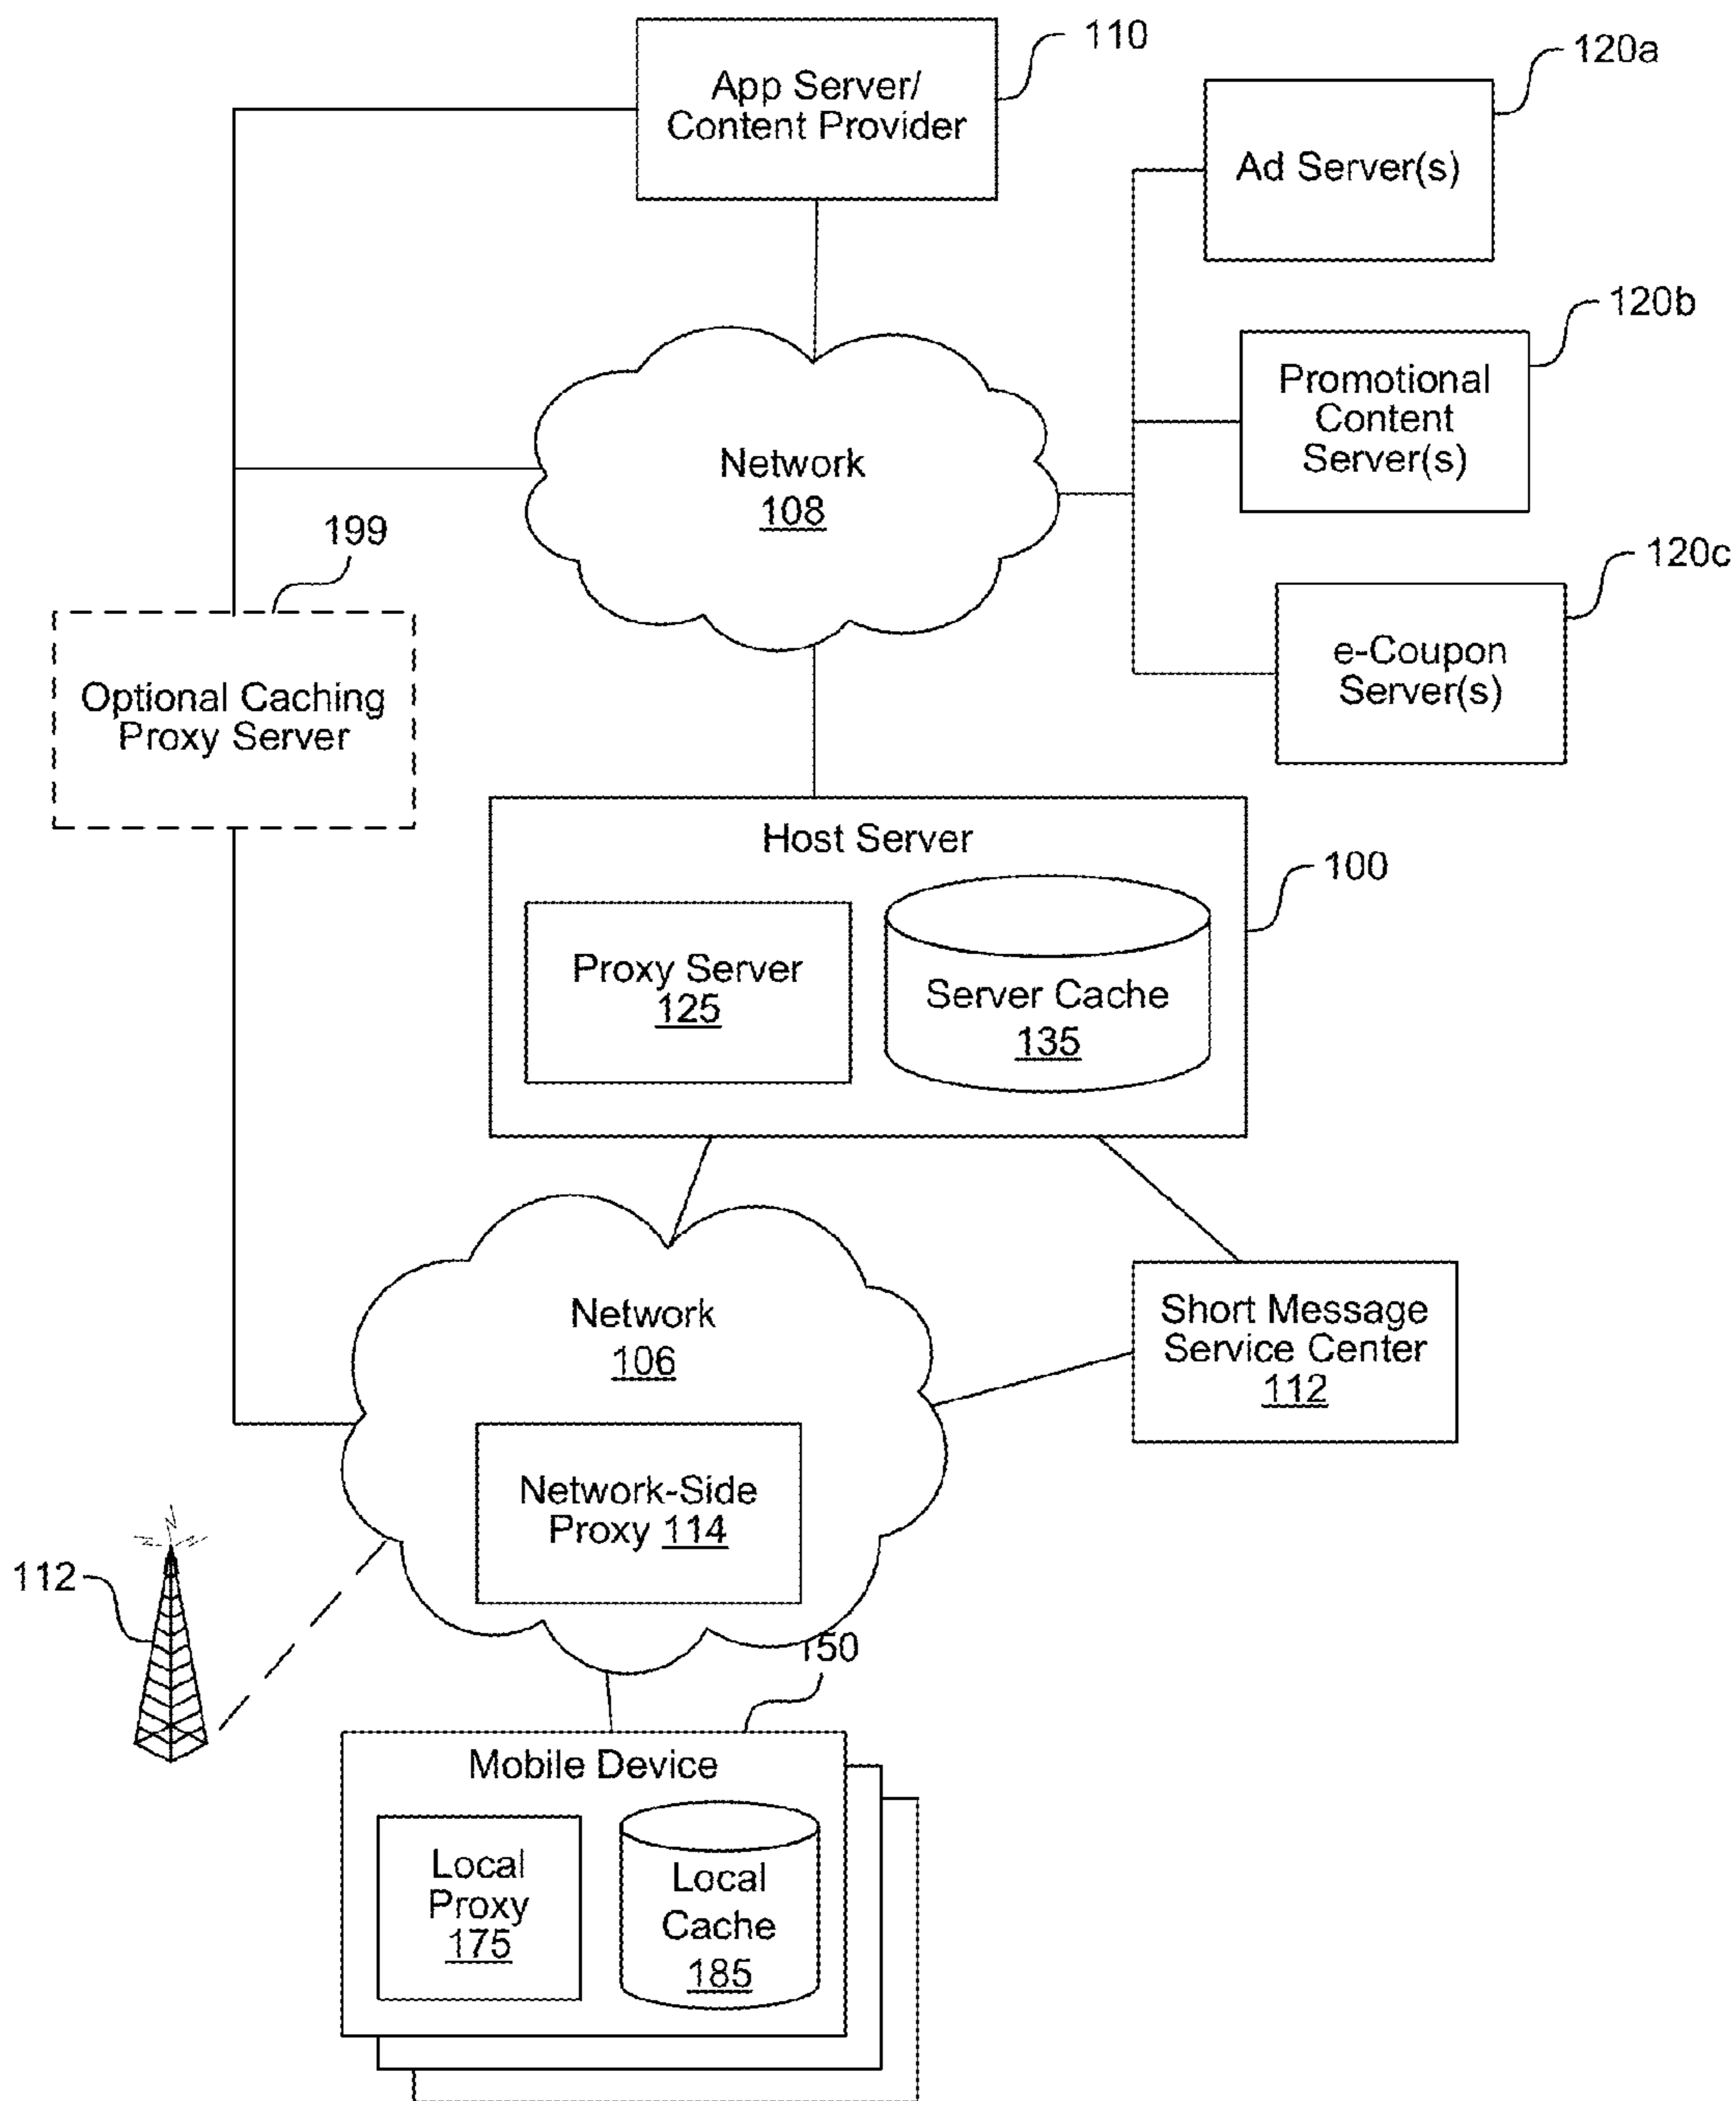 110
App Server/
Content Provider
120a
Ad Server(s)
120b
Promotional
Content
Server(s)
Network
108
120c
e-Coupon
Server(s)
199
Optional Caching
Proxy Server
Host Server
100
Proxy Server
125
Server Cache
135
Network
106
Short Message
Service Center
112
Network-Side
Proxy 114
112
150
Mobile Device
Local
Proxy
175
Local
Cache
185